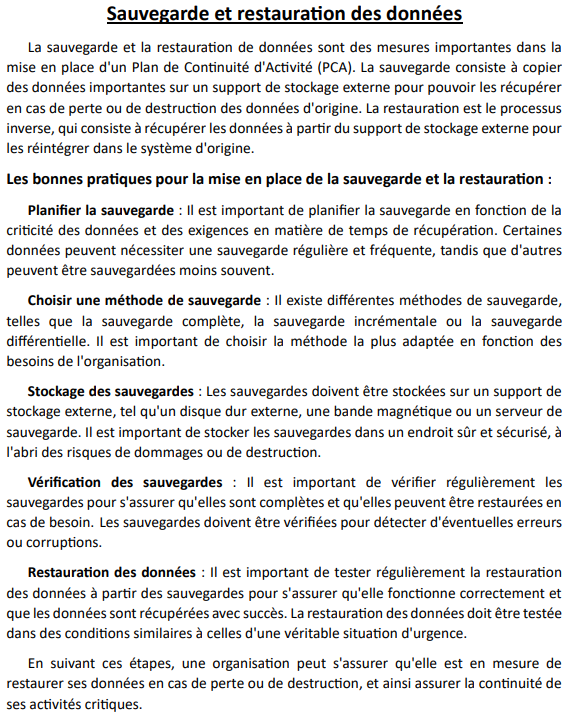 Sauvegarde et restauration des données
La sauvegarde et la restauration de données sont des mesures importantes dans la
mise en place d'un Plan de Continuité d'Activité (PCA). La sauvegarde consiste à copier
des données importantes sur un support de stockage externe pour pouvoir les récupérer
en cas de perte ou de destruction des données d'origine. La restauration est le processus
inverse, qui consiste à récupérer les données à partir du support de stockage externe pour
les réintégrer dans le système d'origine.
Les bonnes pratiques pour la mise en place de la sauvegarde et la restauration :
Planifier la sauvegarde : Il est important de planifier la sauvegarde en fonction de la
criticité des données et des exigences en matière de temps de récupération. Certaines
données peuvent nécessiter une sauvegarde régulière et fréquente, tandis que d'autres
peuvent être sauvegardées moins souvent.
Choisir une méthode de sauvegarde : Il existe différentes méthodes de sauvegarde,
telles que la sauvegarde complète, la sauvegarde incrémentale ou la sauvegarde
différentielle. Il est important de choisir la méthode la plus adaptée en fonction des
besoins de l'organisation.
Stockage des sauvegardes : Les sauvegardes doivent être stockées sur un support de
stockage externe, tel qu'un disque dur externe, une bande magnétique ou un serveur de
sauvegarde. Il est important de stocker les sauvegardes dans un endroit sûr et sécurisé, à
l'abri des risques de dommages ou de destruction.
Vérification des sauvegardes : Il est important de vérifier régulièrement les
sauvegardes pour s'assurer qu'elles sont complètes et qu'elles peuvent être restaurées en
cas de besoin. Les sauvegardes doivent être vérifiées pour détecter d'éventuelles erreurs
ou corruptions.
Restauration des données : Il est important de tester régulièrement la restauration
des données à partir des sauvegardes pour s'assurer qu'elle fonctionne correctement et
que les données sont récupérées avec succès. La restauration des données doit être testée
dans des conditions similaires à celles d'une véritable situation d'urgence.
En suivant ces étapes, une organisation peut s'assurer qu'elle est en mesure de
restaurer ses données en cas de perte ou de destruction, et ainsi assurer la continuité de
ses activités critiques.